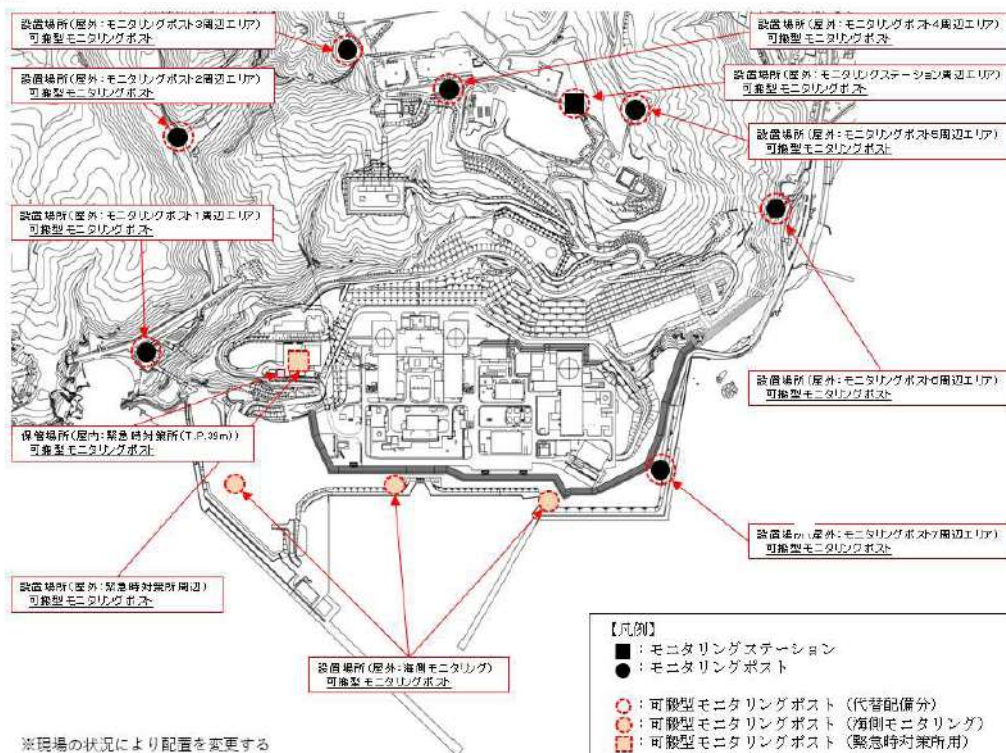 設置場所(屋外:モニタリングポスト3周辺エリア)
可搬型モニタリングポスト
設置場所(屋外:モニタリングポスト2周辺エリア)
可搬型モニタリングポスト
設置場所(屋外:モニタリングポスト1周辺エリア)
可搬型モニタリングポスト
保管場所(屋内:緊急時対策所(T.P.39m))
可搬型モニタリングポスト
設置場所(屋外:緊急時対策所周辺)
可搬型モニタリングポスト
設置場所(屋外:海側モニタリング)
可搬型モニタリングポスト
設置場所(屋外:モニタリングポスト4周辺エリア)
可搬型モニタリングポスト
設置場所(屋外:モニタリングステーション周辺エリア)
可搬型モニタリングポスト
設置場所(屋外:モニタリングポスト5周辺エリア)
可搬型モニタリングポスト
設置場所(屋外:モニタリングポスト6周辺エリア)
可搬型モニタリングポスト
設置場所(屋外:モニタリングポスト7周辺エリア)
可搬型モニタリングポスト
【凡例】
■:モニタリングステーション
●:モニタリングポスト
:可搬型モニタリングポスト(代替配備分)
:可搬型モニタリングポスト(海側モニタリング)
:可搬型モニタリングポスト(緊急時対策所用)
※現場の状況により配置を変更する